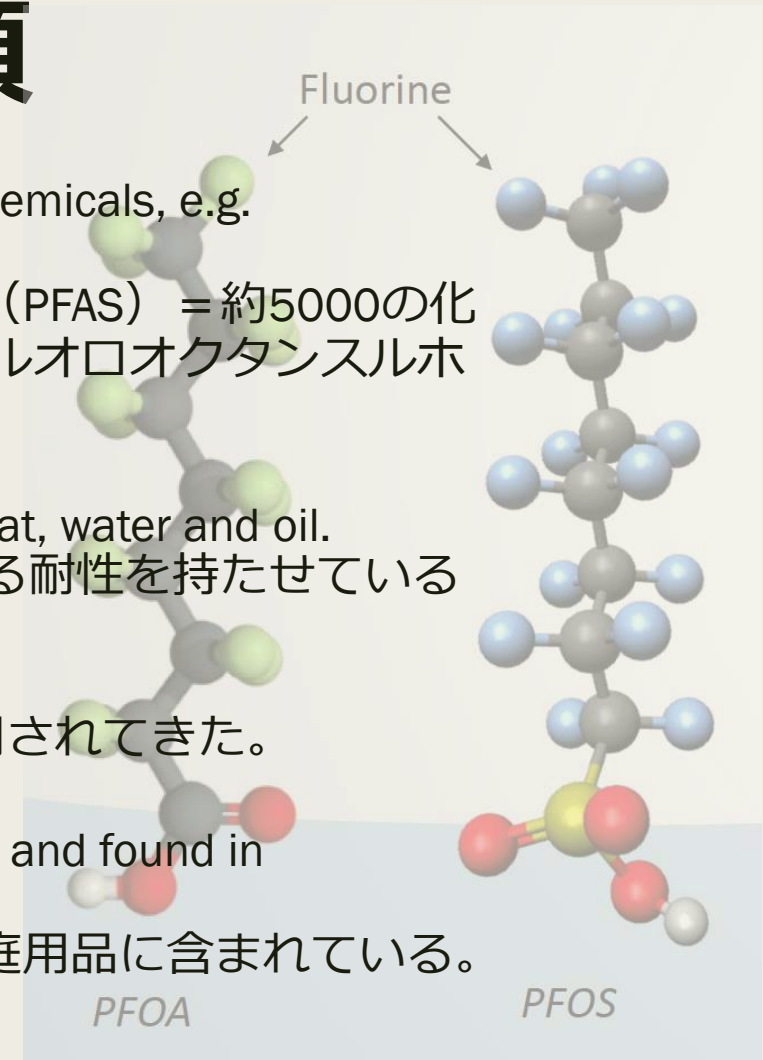 類
Fluorine
emicals, e.g.
（PFAS）＝約5000の化
レオロオクタンスルホ
at, water and oil.
る耐性を持たせている
されてきた。
and found in
庭用品に含まれている。
PFOA
PFOS